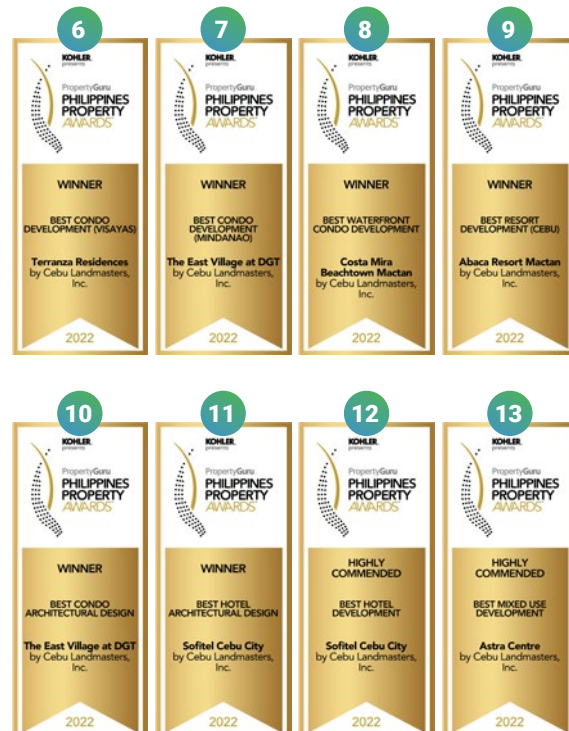 6
KOHLER
presents
PropertyGuru
PHILIPPINES
PROPERTY
AWARDS
WINNER
BEST CONDO
DEVELOPMENT (VISAYAS)
Terranza Residences
by Cebu Landmasters,
Inc.
2022
7
KOHLER
presents
PropertyGuru
PHILIPPINES
PROPERTY
AWARDS
WINNER
BEST CONDO
DEVELOPMENT
(MINDANAO)
The East Village at DGT
by Cebu Landmasters,
Inc.
2022
8
KOHLER
presents
PropertyGuru
PHILIPPINES
PROPERTY
AWARDS
WINNER
BEST WATERFRONT
CONDO DEVELOPMENT
Costa Mira
Beachtown Mactan
by Cebu Landmasters,
Inc.
2022
9
KOHLER
presents
PropertyGuru
PHILIPPINES
PROPERTY
AWARDS
WINNER
BEST RESORT
DEVELOPMENT (CEBU)
Abaca Resort Mactan
by Cebu Landmasters,
Inc.
2022
10
KOHLER
presents
PropertyGuru
PHILIPPINES
PROPERTY
AWARDS
WINNER
BEST CONDO
ARCHITECTURAL DESIGN
The East Village at DGT
by Cebu Landmasters,
Inc.
2022
11
KOHLER
presents
PropertyGuru
PHILIPPINES
PROPERTY
AWARDS
WINNER
BEST HOTEL
ARCHITECTURAL DESIGN
Sofitel Cebu City
by Cebu Landmasters,
Inc.
2022
12
KOHLER
presents
PropertyGuru
PHILIPPINES
PROPERTY
AWARDS
HIGHLY
COMMENDED
BEST HOTEL
DEVELOPMENT
Sofitel Cebu City
by Cebu Landmasters,
Inc.
2022
13
KOHLER
presents
PropertyGuru
PHILIPPINES
PROPERTY
AWARDS
HIGHLY
COMMENDED
BEST MIXED USE
DEVELOPMENT
Astra Centre
by Cebu Landmasters,
Inc.
2022